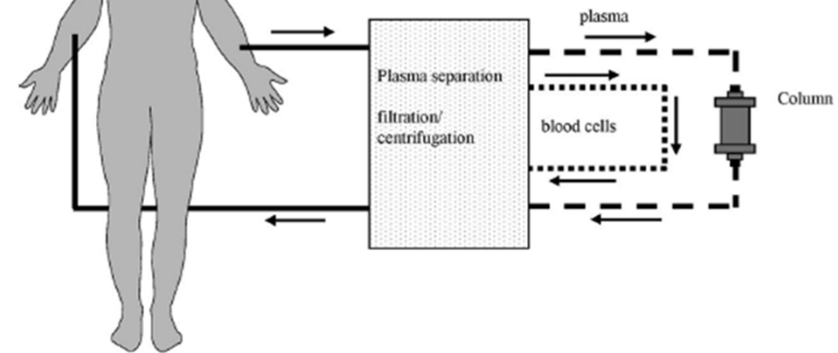 plasma
Plasma separation
filtration/
centrifugation
blood cells
Column